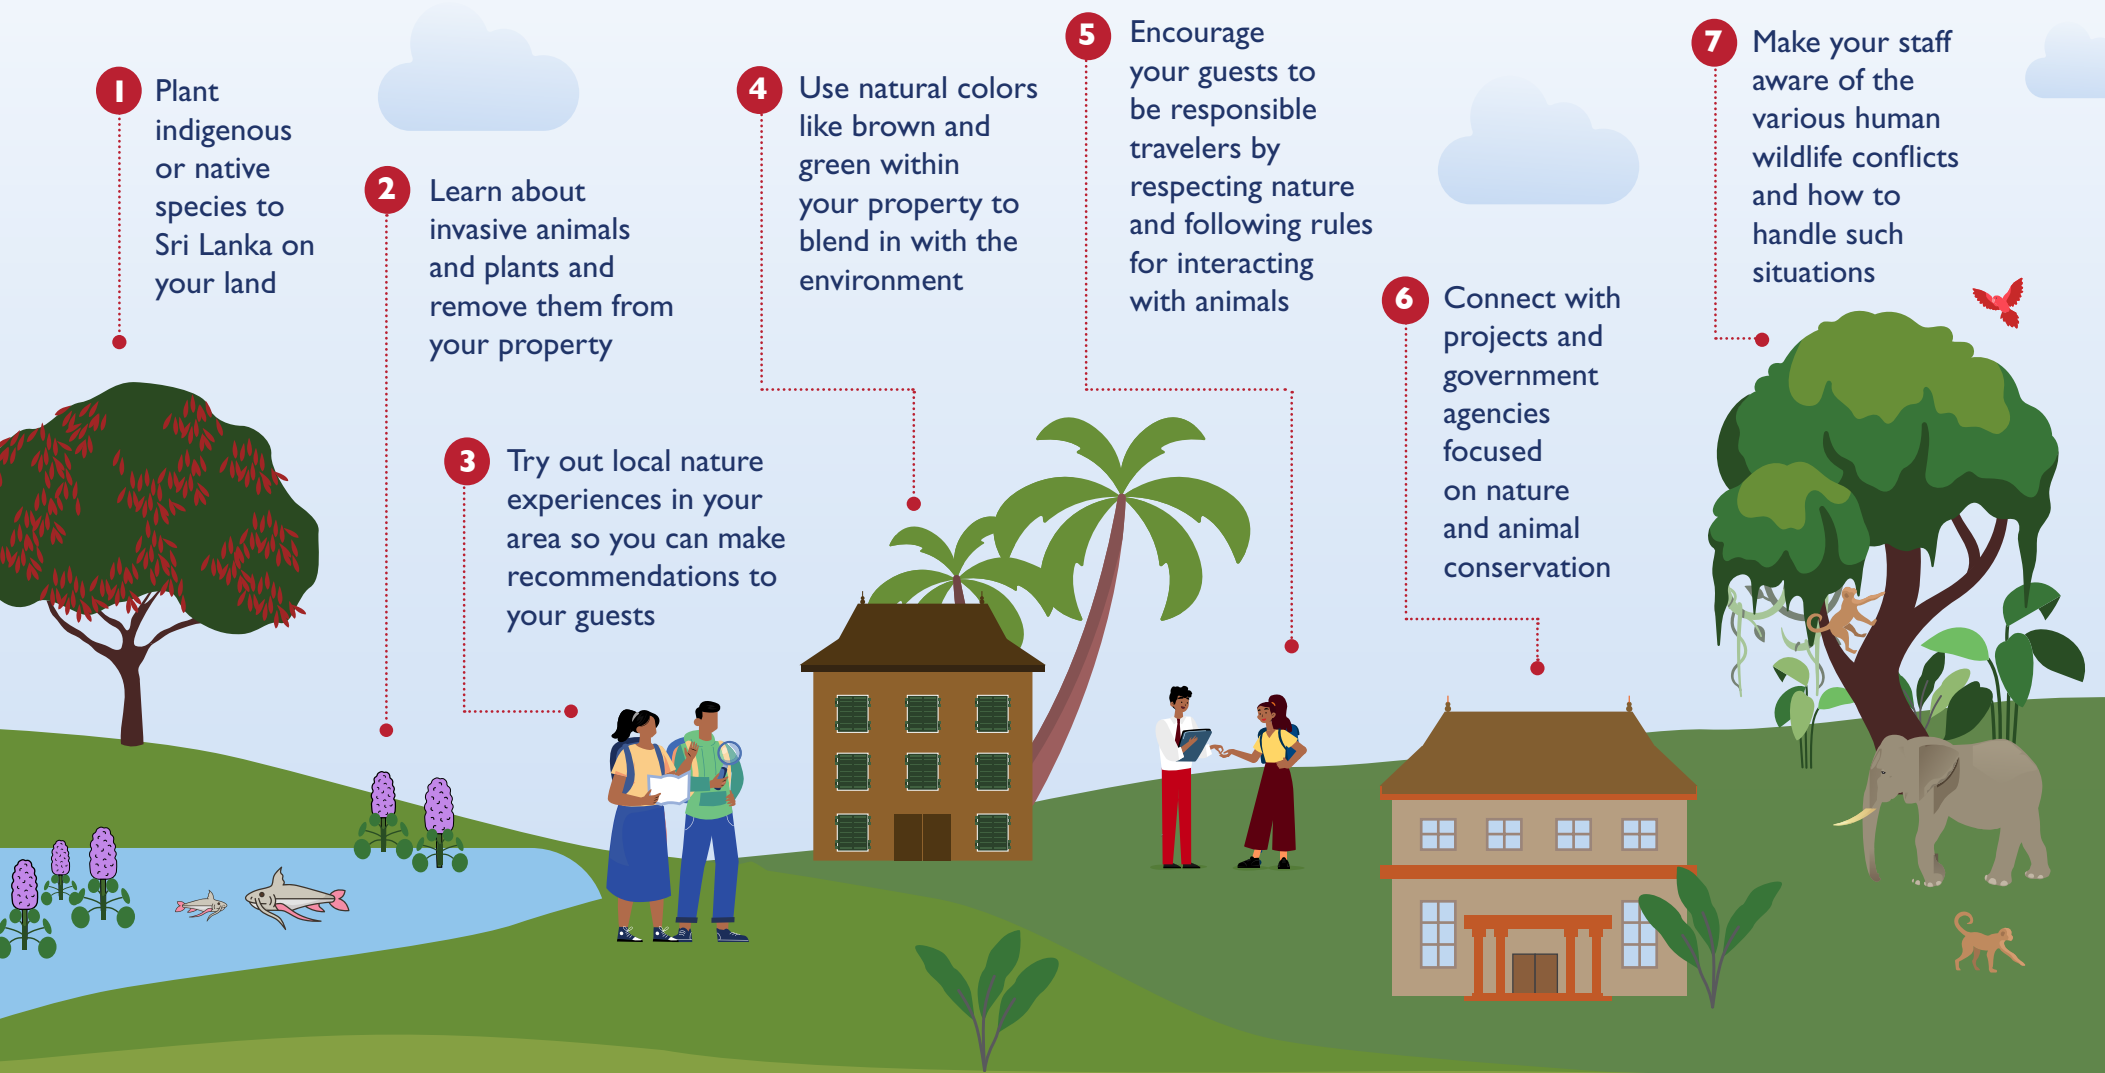 1
Plant
indigenous
or native
species to
Sri Lanka on
your land
2
Learn about
invasive animals
and plants and
remove them from
your property
3
Try out local nature
experiences in your
area so you can make
recommendations to
your guests
4
Use natural colors
like brown and
green within
your property to
blend in with the
environment
5
Encourage
your guests to
be responsible
travelers by
respecting nature
and following rules
for interacting
with animals
6
Connect with
projects and
government
agencies
focused
on nature
and animal
conservation
7
Make your staff
aware of the
various human
wildlife conflicts
and how to
handle such
situations